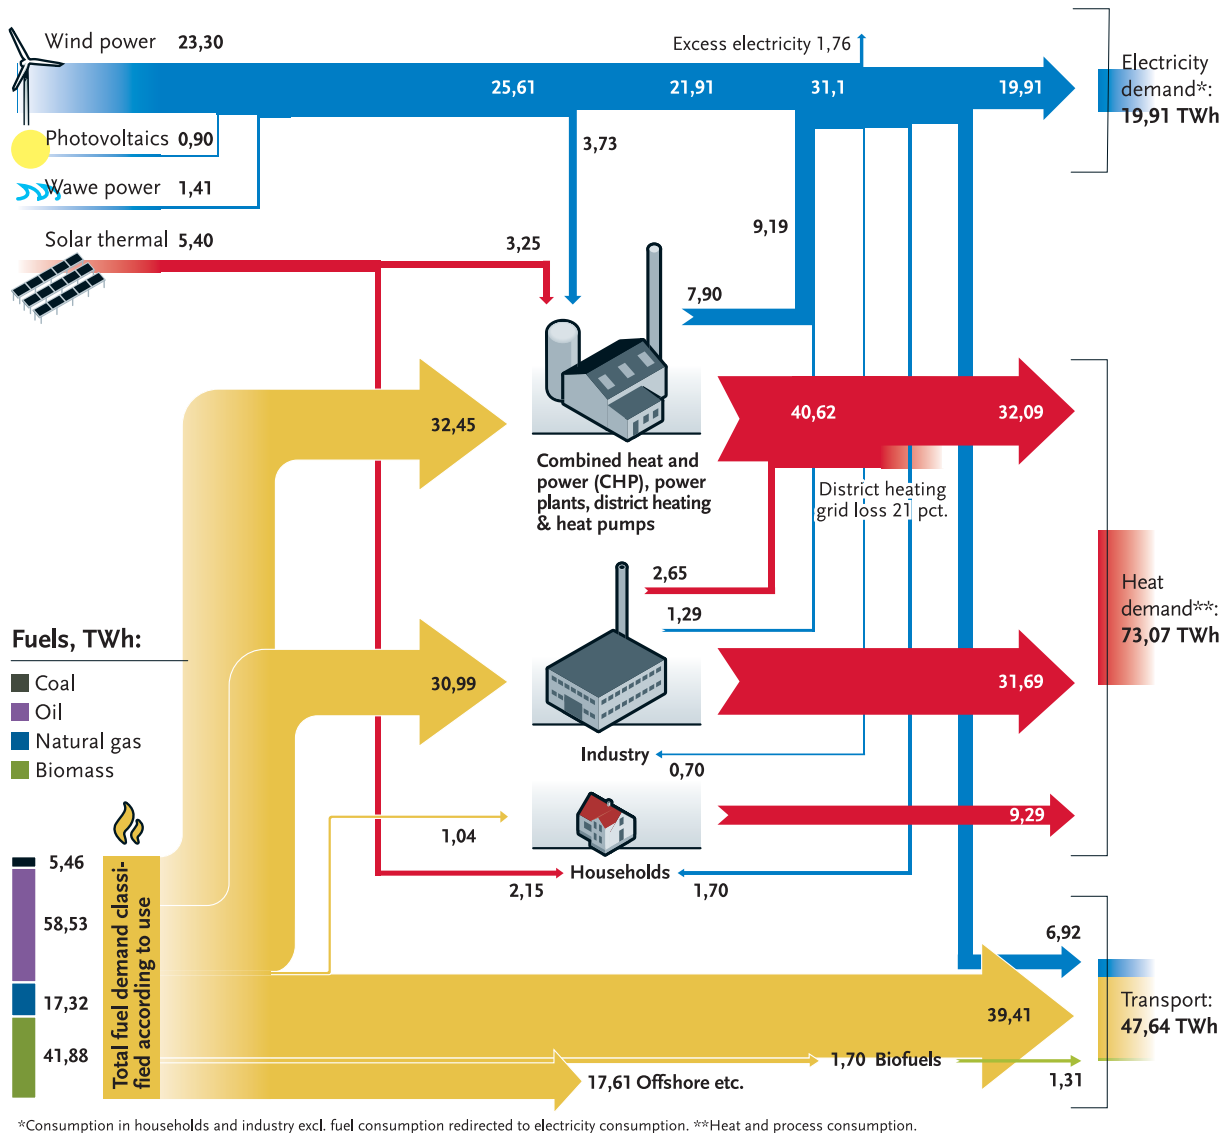 Wind power 23,30
Excess electricity 1,76
Electricity
demand*:
19,91 TWh
25,61
21,91
31,1
19,91
Photovoltaics 0,90
3,73
Wawe power 1,41
Solar thermal 5,40
3,25
9,19
7,90
32,45
40,62
32,09
Combined heat and
power (CHP), power
plants, district heating
& heat pumps
District heating
grid loss 21 pct.
2,65
1,29
Heat
demand**:
73,07 TWh
Fuels, TWh:
Coal
Oil
Natural gas
Biomass
30,99
31,69
Industry
0,70
1,04
9,29
Households
2,15
1,70
5,46
58,53
17,32
41,88
Total fuel demand classi-
fied according to use
6,92
39,41
Transport:
47,64 TWh
1,70 Biofuels
1,31
17,61 Offshore etc.
*Consumption in households and industry excl. fuel consumption redirected to electricity consumption. **Heat and process consumption.